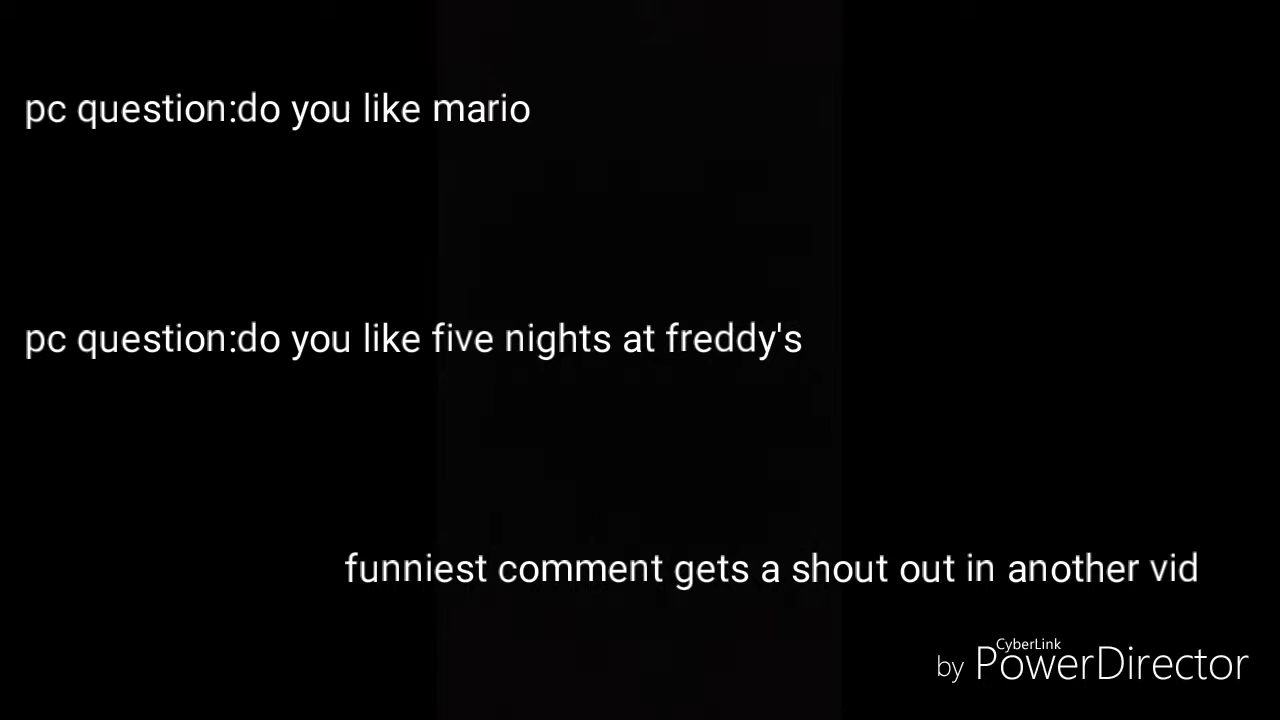 pc question:do you like mario
pc question:do you like five nights at freddy's
funniest comment gets a shout out in another vid
CyberLink
by PowerDirector